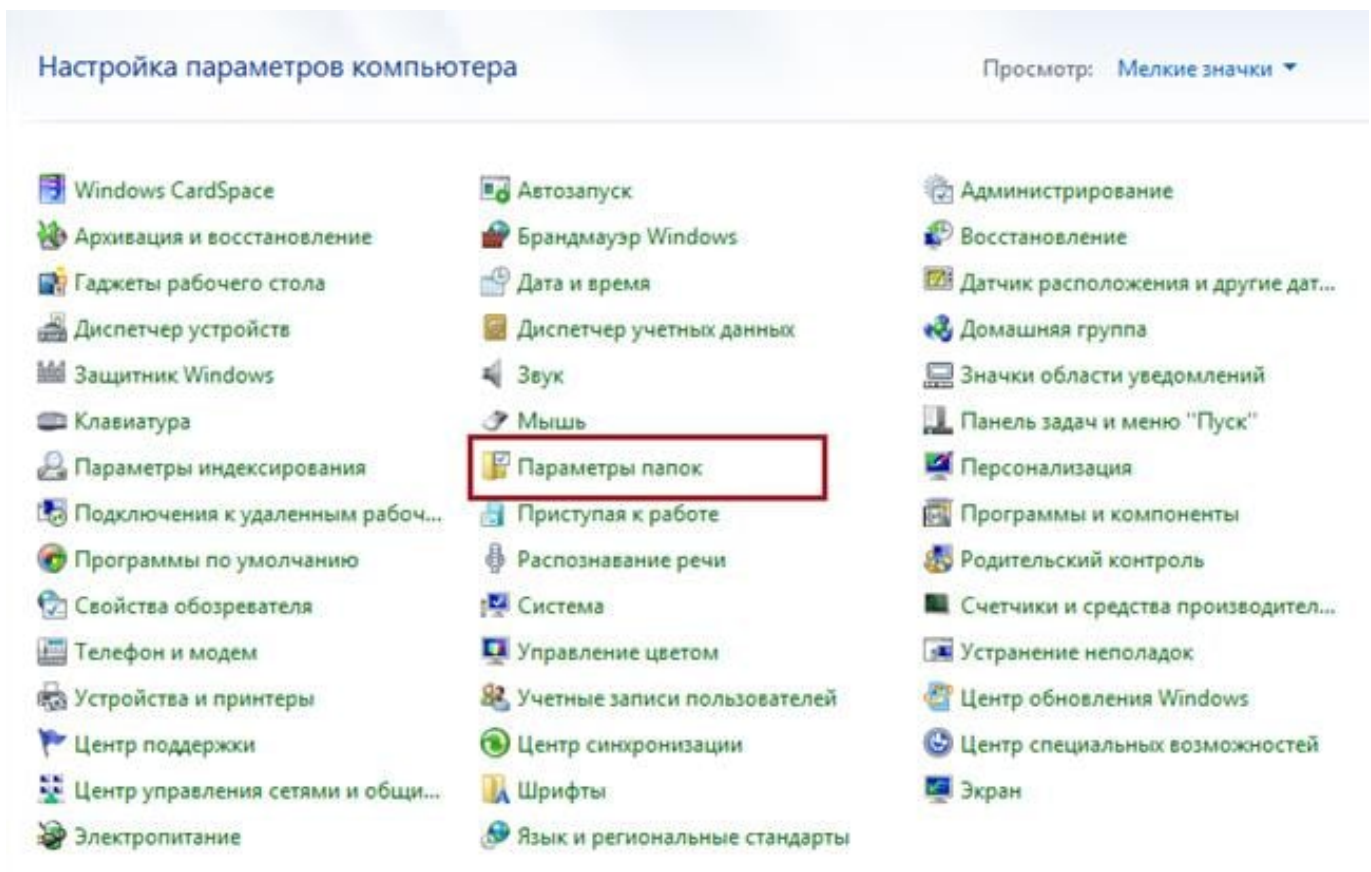 Настройка параметров компьютера
Просмотр: Мелкие значки
Windows CardSpace
Автозапуск
Администрирование
Архивация и восстановление
Брандмауэр Windows
Восстановление
Гаджеты рабочего стола
Дата и время
Датчик расположения и другие дат...
Диспетчер устройств
Диспетчер учетных данных
Домашняя группа
Защитник Windows
Звук
Значки области уведомлений
Клавиатура
Мышь
Панель задач и меню "Пуск"
Параметры индексирования
Параметры папок
Персонализация
Подключения к удаленным рабоч...
Приступая к работе
Программы и компоненты
Программы по умолчанию
Распознавание речи
Родительский контроль
Свойства обозревателя
Система
Счетчики и средства производител...
Телефон и модем
Управление цветом
Устранение неполадок
Устройства и принтеры
Учетные записи пользователей
Центр обновления Windows
Центр поддержки
Центр синхронизации
Центр специальных возможностей
Центр управления сетями и общи...
Шрифты
Экран
Электропитание
Язык и региональные стандарты